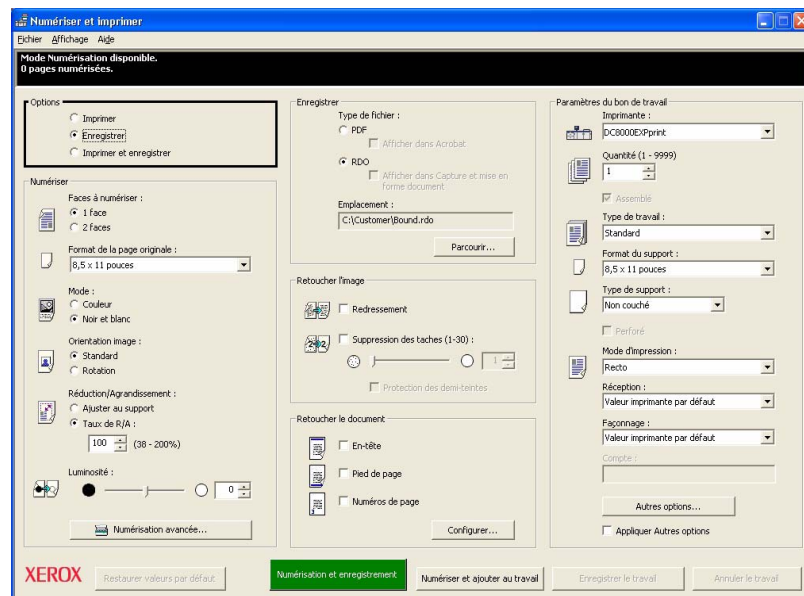 Numériser et imprimer
Fichier Affichage Aide
Mode Numérisation disponible.
0 pages numérisées.
Options
Imprimer
Enregistrer
Imprimer et enregistrer
Numériser
Faces à numériser :
1 face
2 faces
Format de la page originale :
8,5 x 11 pouces
Mode :
Couleur
Noir et blanc
Orientation image :
Standard
Rotation
Réduction/Agrandissement :
Ajuster au support
Taux de R/A :
100 (38 - 200%)
Luminosité :
0
Numérisation avancée...
Enregistrer
Type de fichier :
PDF
Afficher dans Acrobat
RDO
Afficher dans Capture et mise en
forme document
Emplacement :
C:\Customer\Bound.rdo
Parcourir...
Retoucher l'image
Redressement
Suppression des taches (1-30) :
1
Protection des demi-teintes
Retoucher le document
En-tête
Pied de page
Numéros de page
Configurer...
Paramètres du bon de travail
Imprimante :
DC8000EXPprint
Quantité (1 - 9999)
1
Assemblé
Type de travail :
Standard
Format du support :
8,5 x 11 pouces
Type de support :
Non couché
Perforé
Mode d'impression :
Recto
Réception :
Valeur imprimante par défaut
Façonnage :
Valeur imprimante par défaut
Compte :
Autres options...
Appliquer Autres options
XEROX
Restaurer valeurs par défaut
Numérisation et enregistrement
Numériser et ajouter au travail
Enregistrer le travail
Annuler le travail